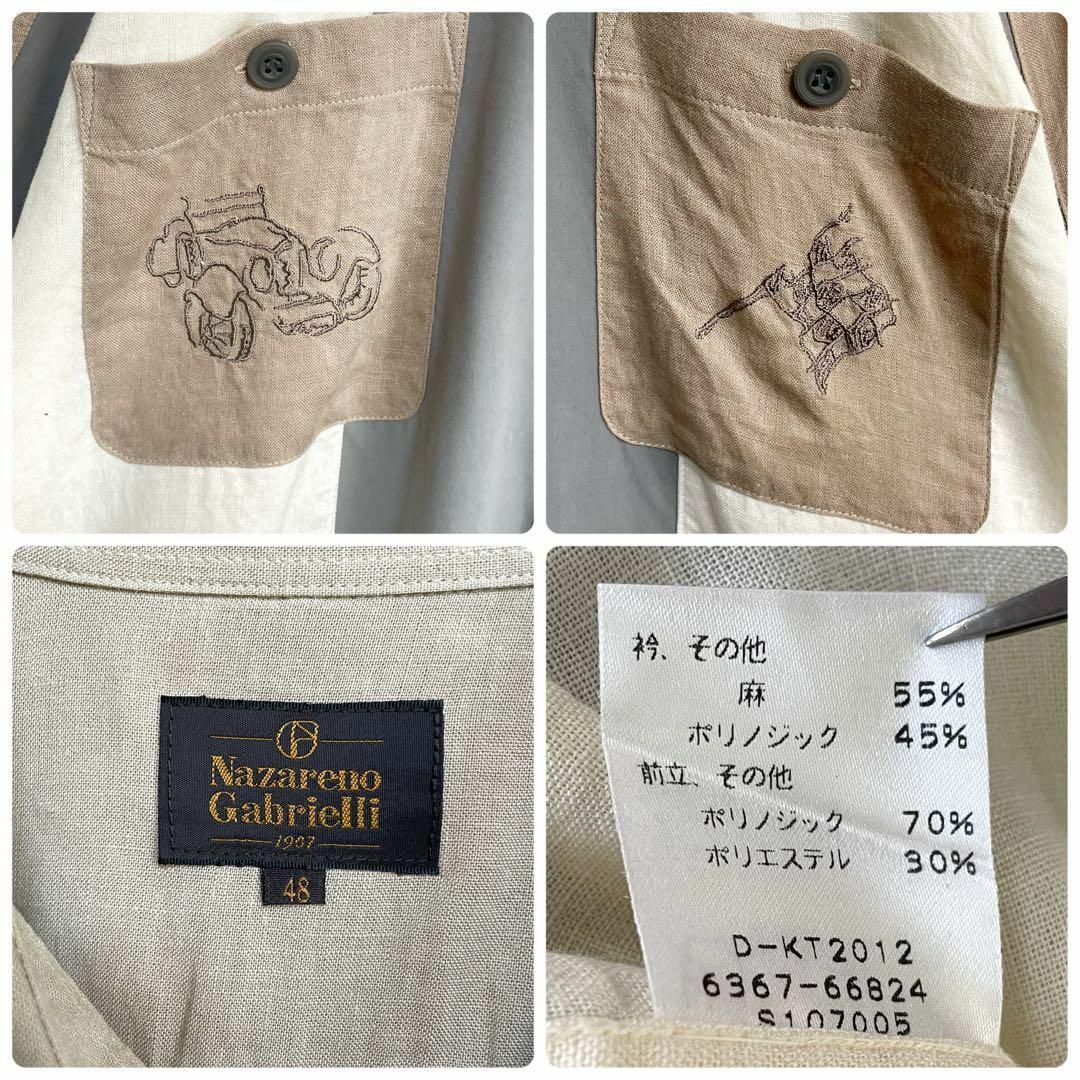 Nazareno
Gabrielli
1907
48
衿、その他
麻 55%
ポリノジック 45%
前立、その他
ポリノジック 70%
ポリエステル 30%
D-KT2012
6367-66824
S107005